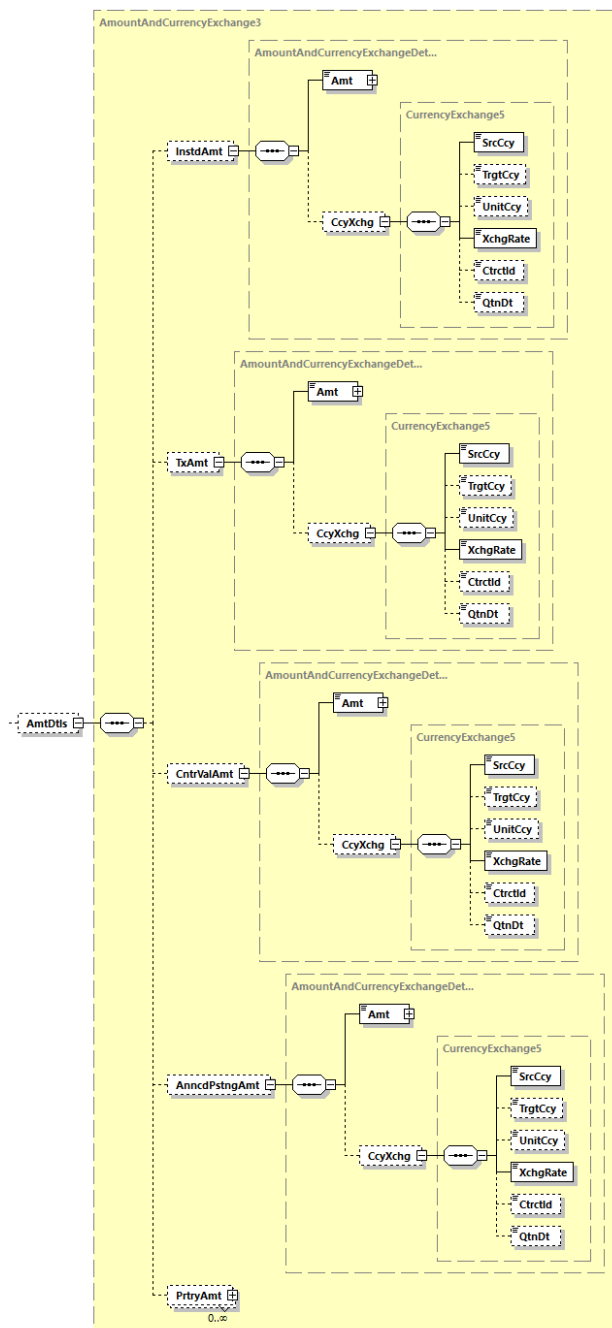 AmountAndCurrencyExchange3
AmountAndCurrencyExchangeDet...
Amt
CurrencyExchange5
SrcCcy
TrgtCcy
InstdAmt
UnitCcy
CcyXchg
XchgRate
CtrctId
QtnDt
AmountAndCurrencyExchangeDet...
Amt
CurrencyExchange5
SrcCcy
TxAmt
TrgtCcy
UnitCcy
CcyXchg
XchgRate
CtrctId
QtnDt
AmountAndCurrencyExchangeDet...
Amt
AmtDtls
CurrencyExchange5
SrcCcy
CntrValAmt
TrgtCcy
UnitCcy
CcyXchg
XchgRate
CtrctId
QtnDt
AmountAndCurrencyExchangeDet...
Amt
CurrencyExchange5
SrcCcy
AnncdPstngAmt
TrgtCcy
UnitCcy
CcyXchg
XchgRate
CtrctId
QtnDt
PrtryAmt
0..∞